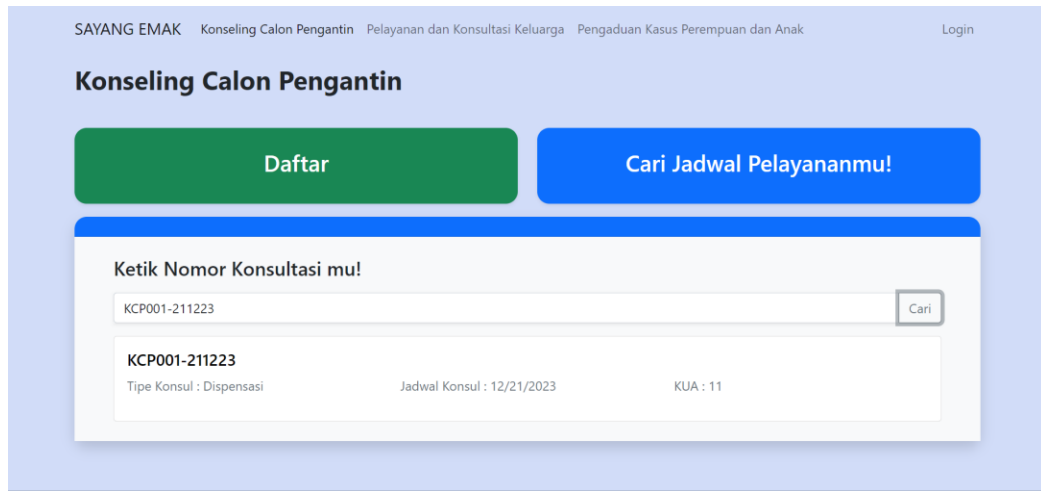 SAYANG EMAK Konseling Calon Pengantin Pelayanan dan Konsultasi Keluarga Pengaduan Kasus Perempuan dan Anak Login
Konseling Calon Pengantin
Daftar Cari Jadwal Pelayananmu!
Ketik Nomor Konsultasi mu!
KCP001-211223 Cari
KCP001-211223
Tipe Konsul : Dispensasi Jadwal Konsul : 12/21/2023 KUA : 11